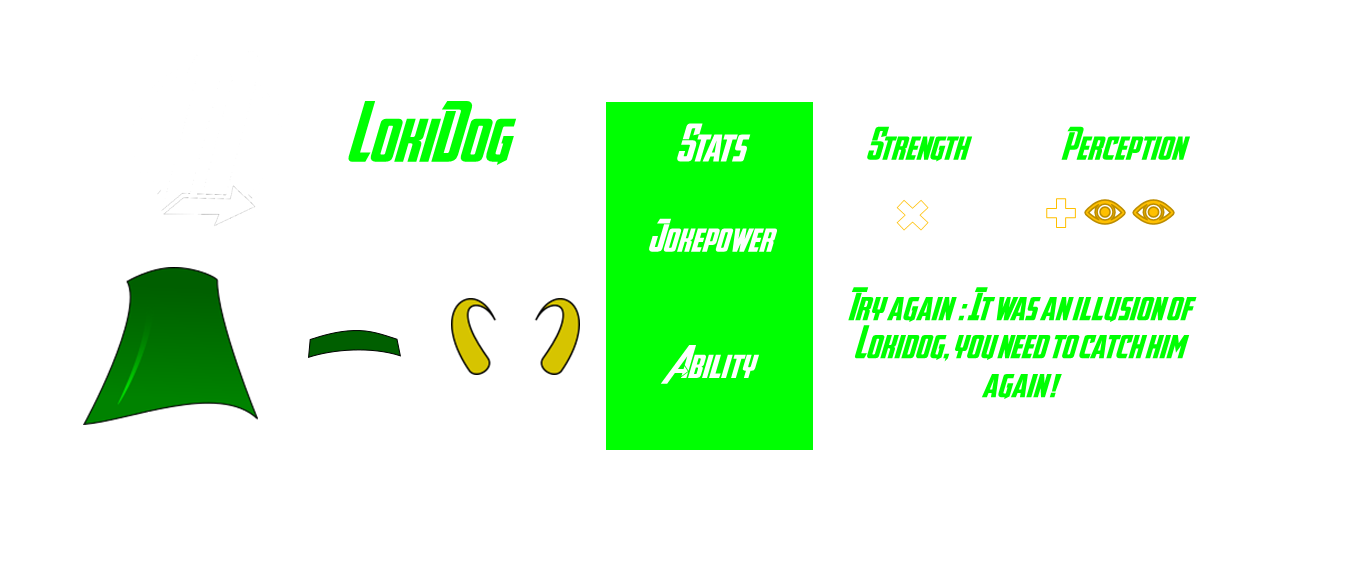 LokiDog
Stats
Strength
Perception
Jokepower
Try again : It was an illusion of
Lokidog, you need to catch him
again!
Ability